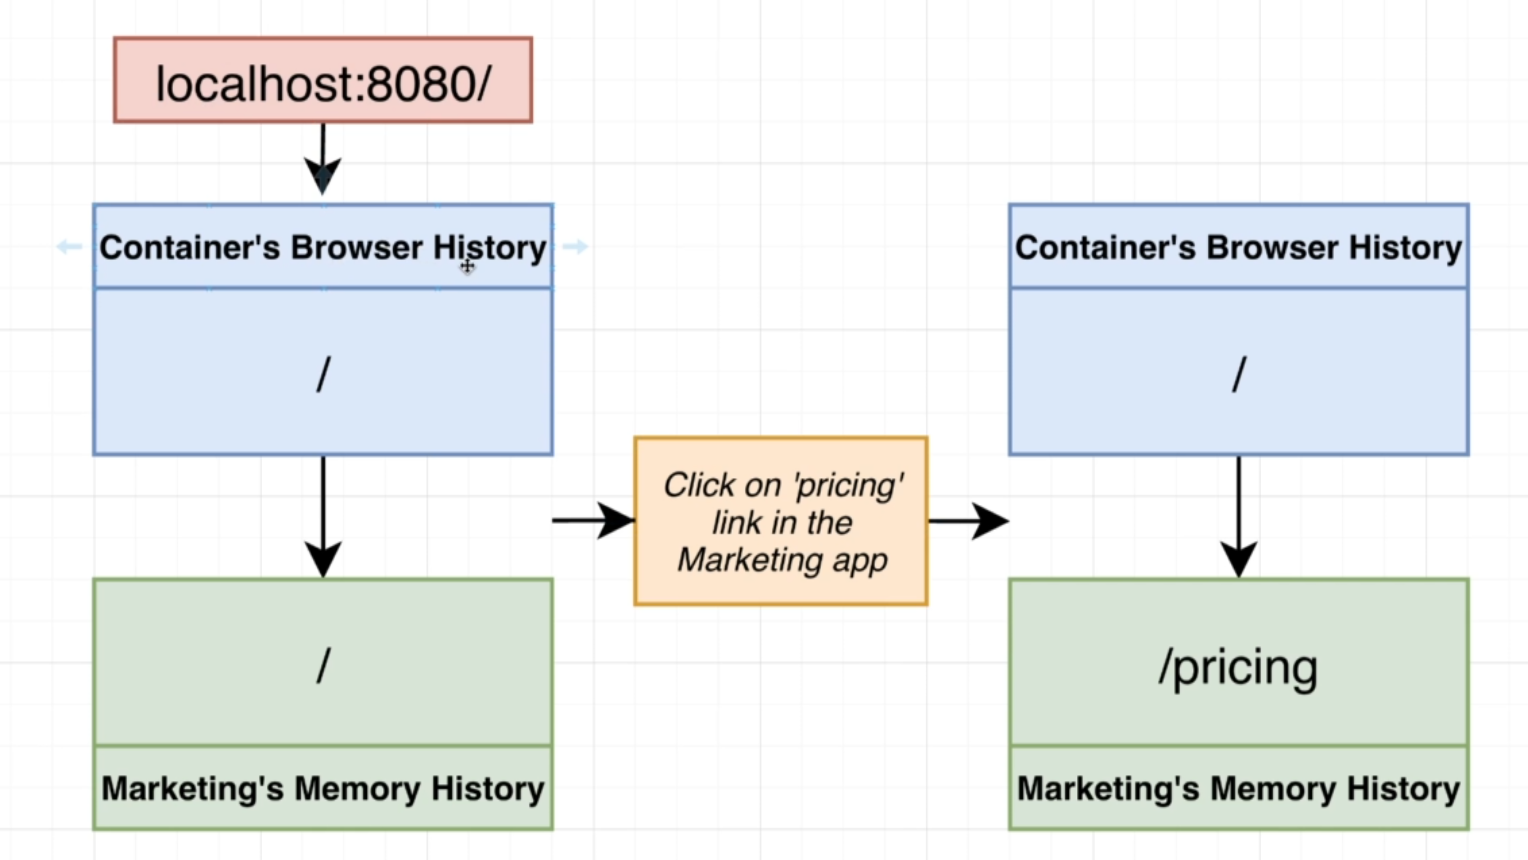 localhost:8080/
Container's Browser History
/
/
Marketing's Memory History
Click on 'pricing'
link in the
Marketing app
Container's Browser History
/
/pricing
Marketing's Memory History